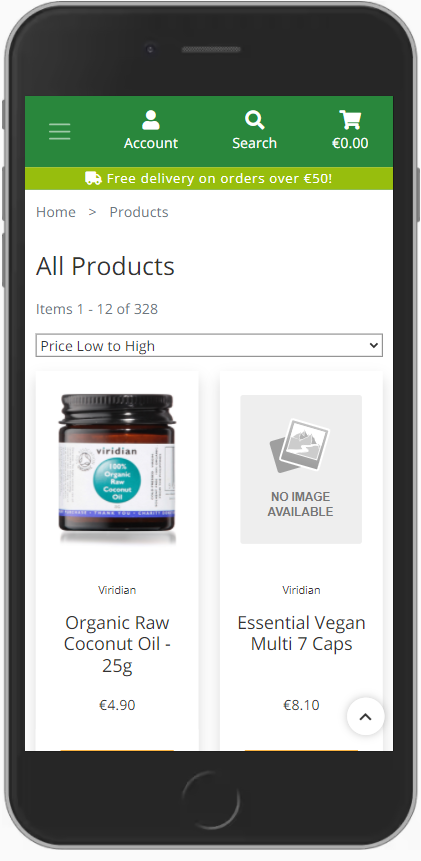 Account
Search
€0.00
Free delivery on orders over €50!
Home > Products
All Products
Items 1 - 12 of 328
Price Low to High
viridian
100%
Organic
Raw
Coconut
Oil
NO IMAGE
AVAILABLE
Viridian
Organic Raw
Coconut Oil -
25g
€4.90
Viridian
Essential Vegan
Multi 7 Caps
€8.10